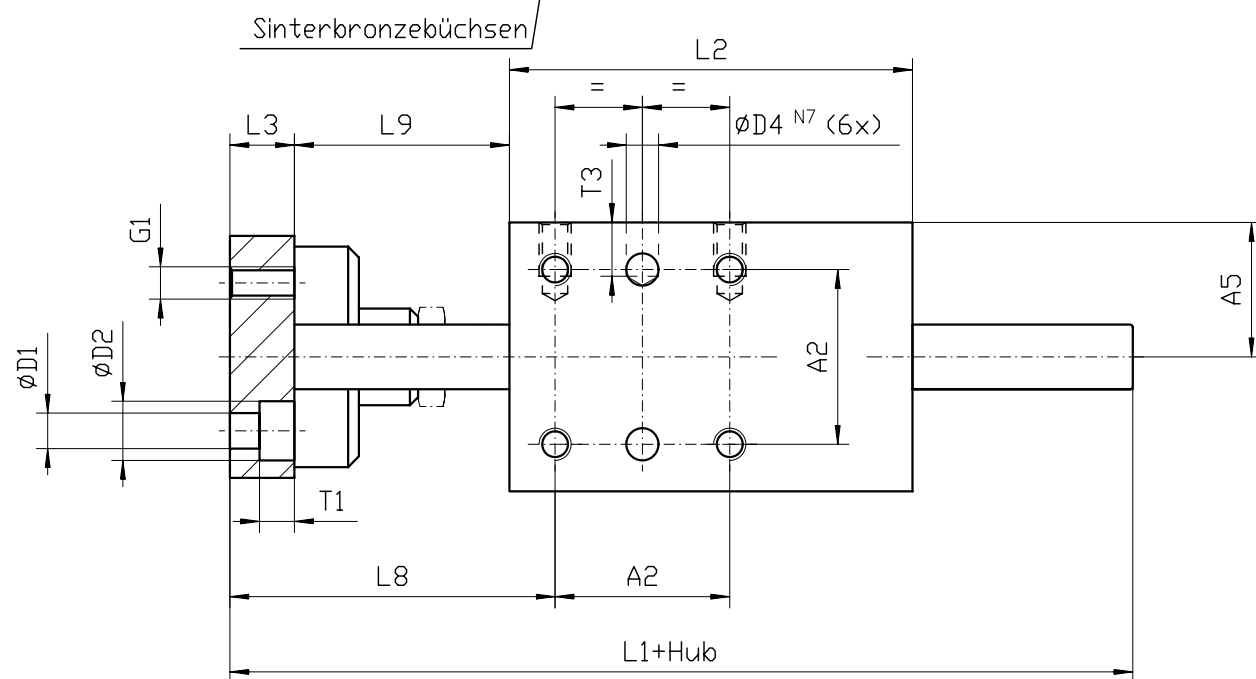 Sinterbronzebüchsen
L2
= =
L3
L9
ØD4 N7 (6x)
T3
G1
A5
ØD2
ØD1
A2
T1
L8
A2
L1+Hub